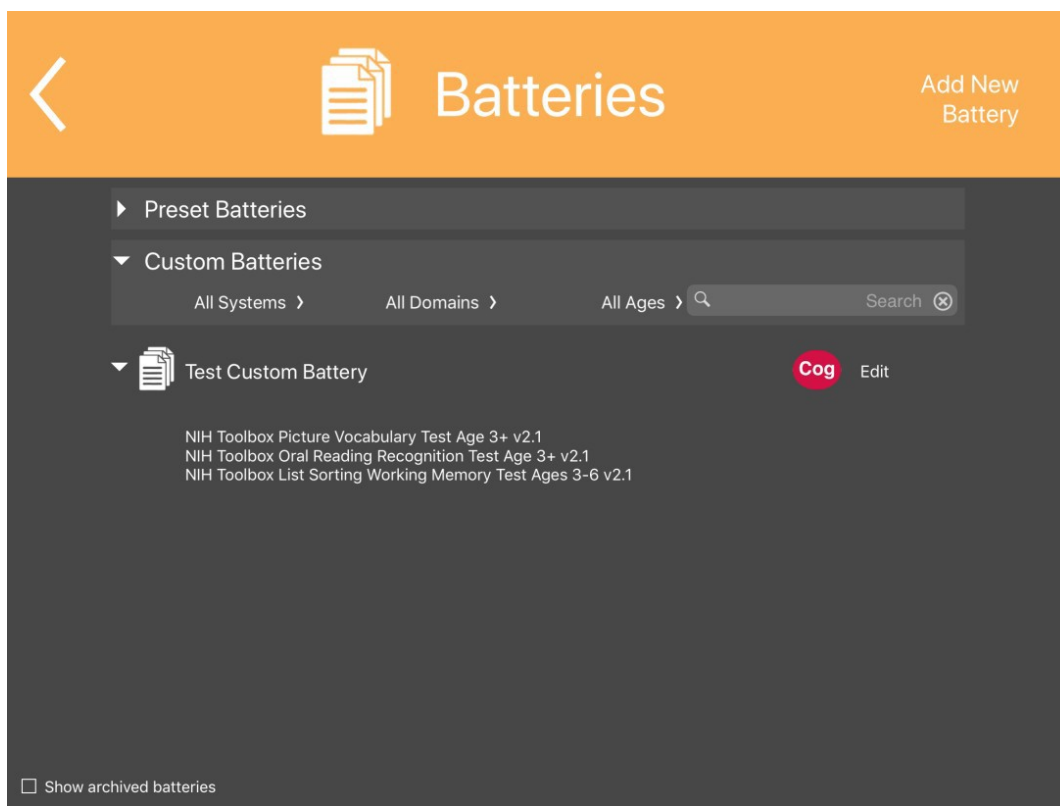 Batteries
Add New
Battery
Preset Batteries
Custom Batteries
All Systems All Domains All Ages Search
Test Custom Battery Cog Edit
NIH Toolbox Picture Vocabulary Test Age 3+ v2.1
NIH Toolbox Oral Reading Recognition Test Age 3+ v2.1
NIH Toolbox List Sorting Working Memory Test Ages 3-6 v2.1
Show archived batteries